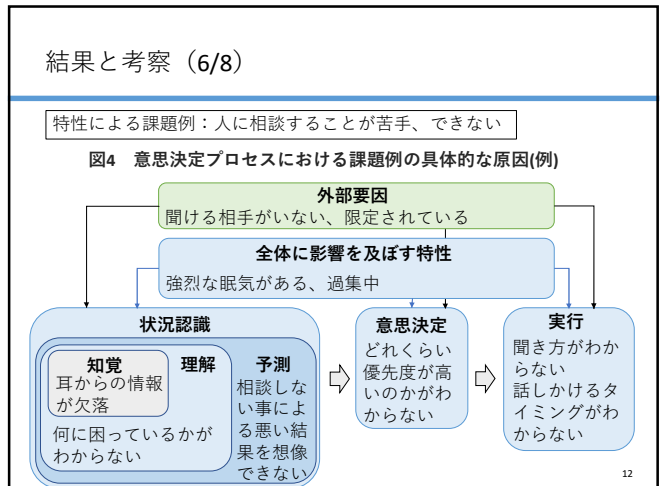 結果と考察（6/8）
特性による課題例：人に相談することが苦手、できない
図4　意思決定プロセスにおける課題例の具体的な原因(例)
外部要因
聞ける相手がいない、限定されている
全体に影響を及ぼす特性
強烈な眠気がある、過集中
状況認識
知覚
耳からの情報
が欠落
理解
何に困っているかが
わからない
予測
相談しな
い事によ
る悪い結
果を想像
できない
意思決定
どれくらい
優先度が高
いのかがわ
からない
実行
聞き方がわか
らない
話しかけるタ
イミングがわ
からない
12